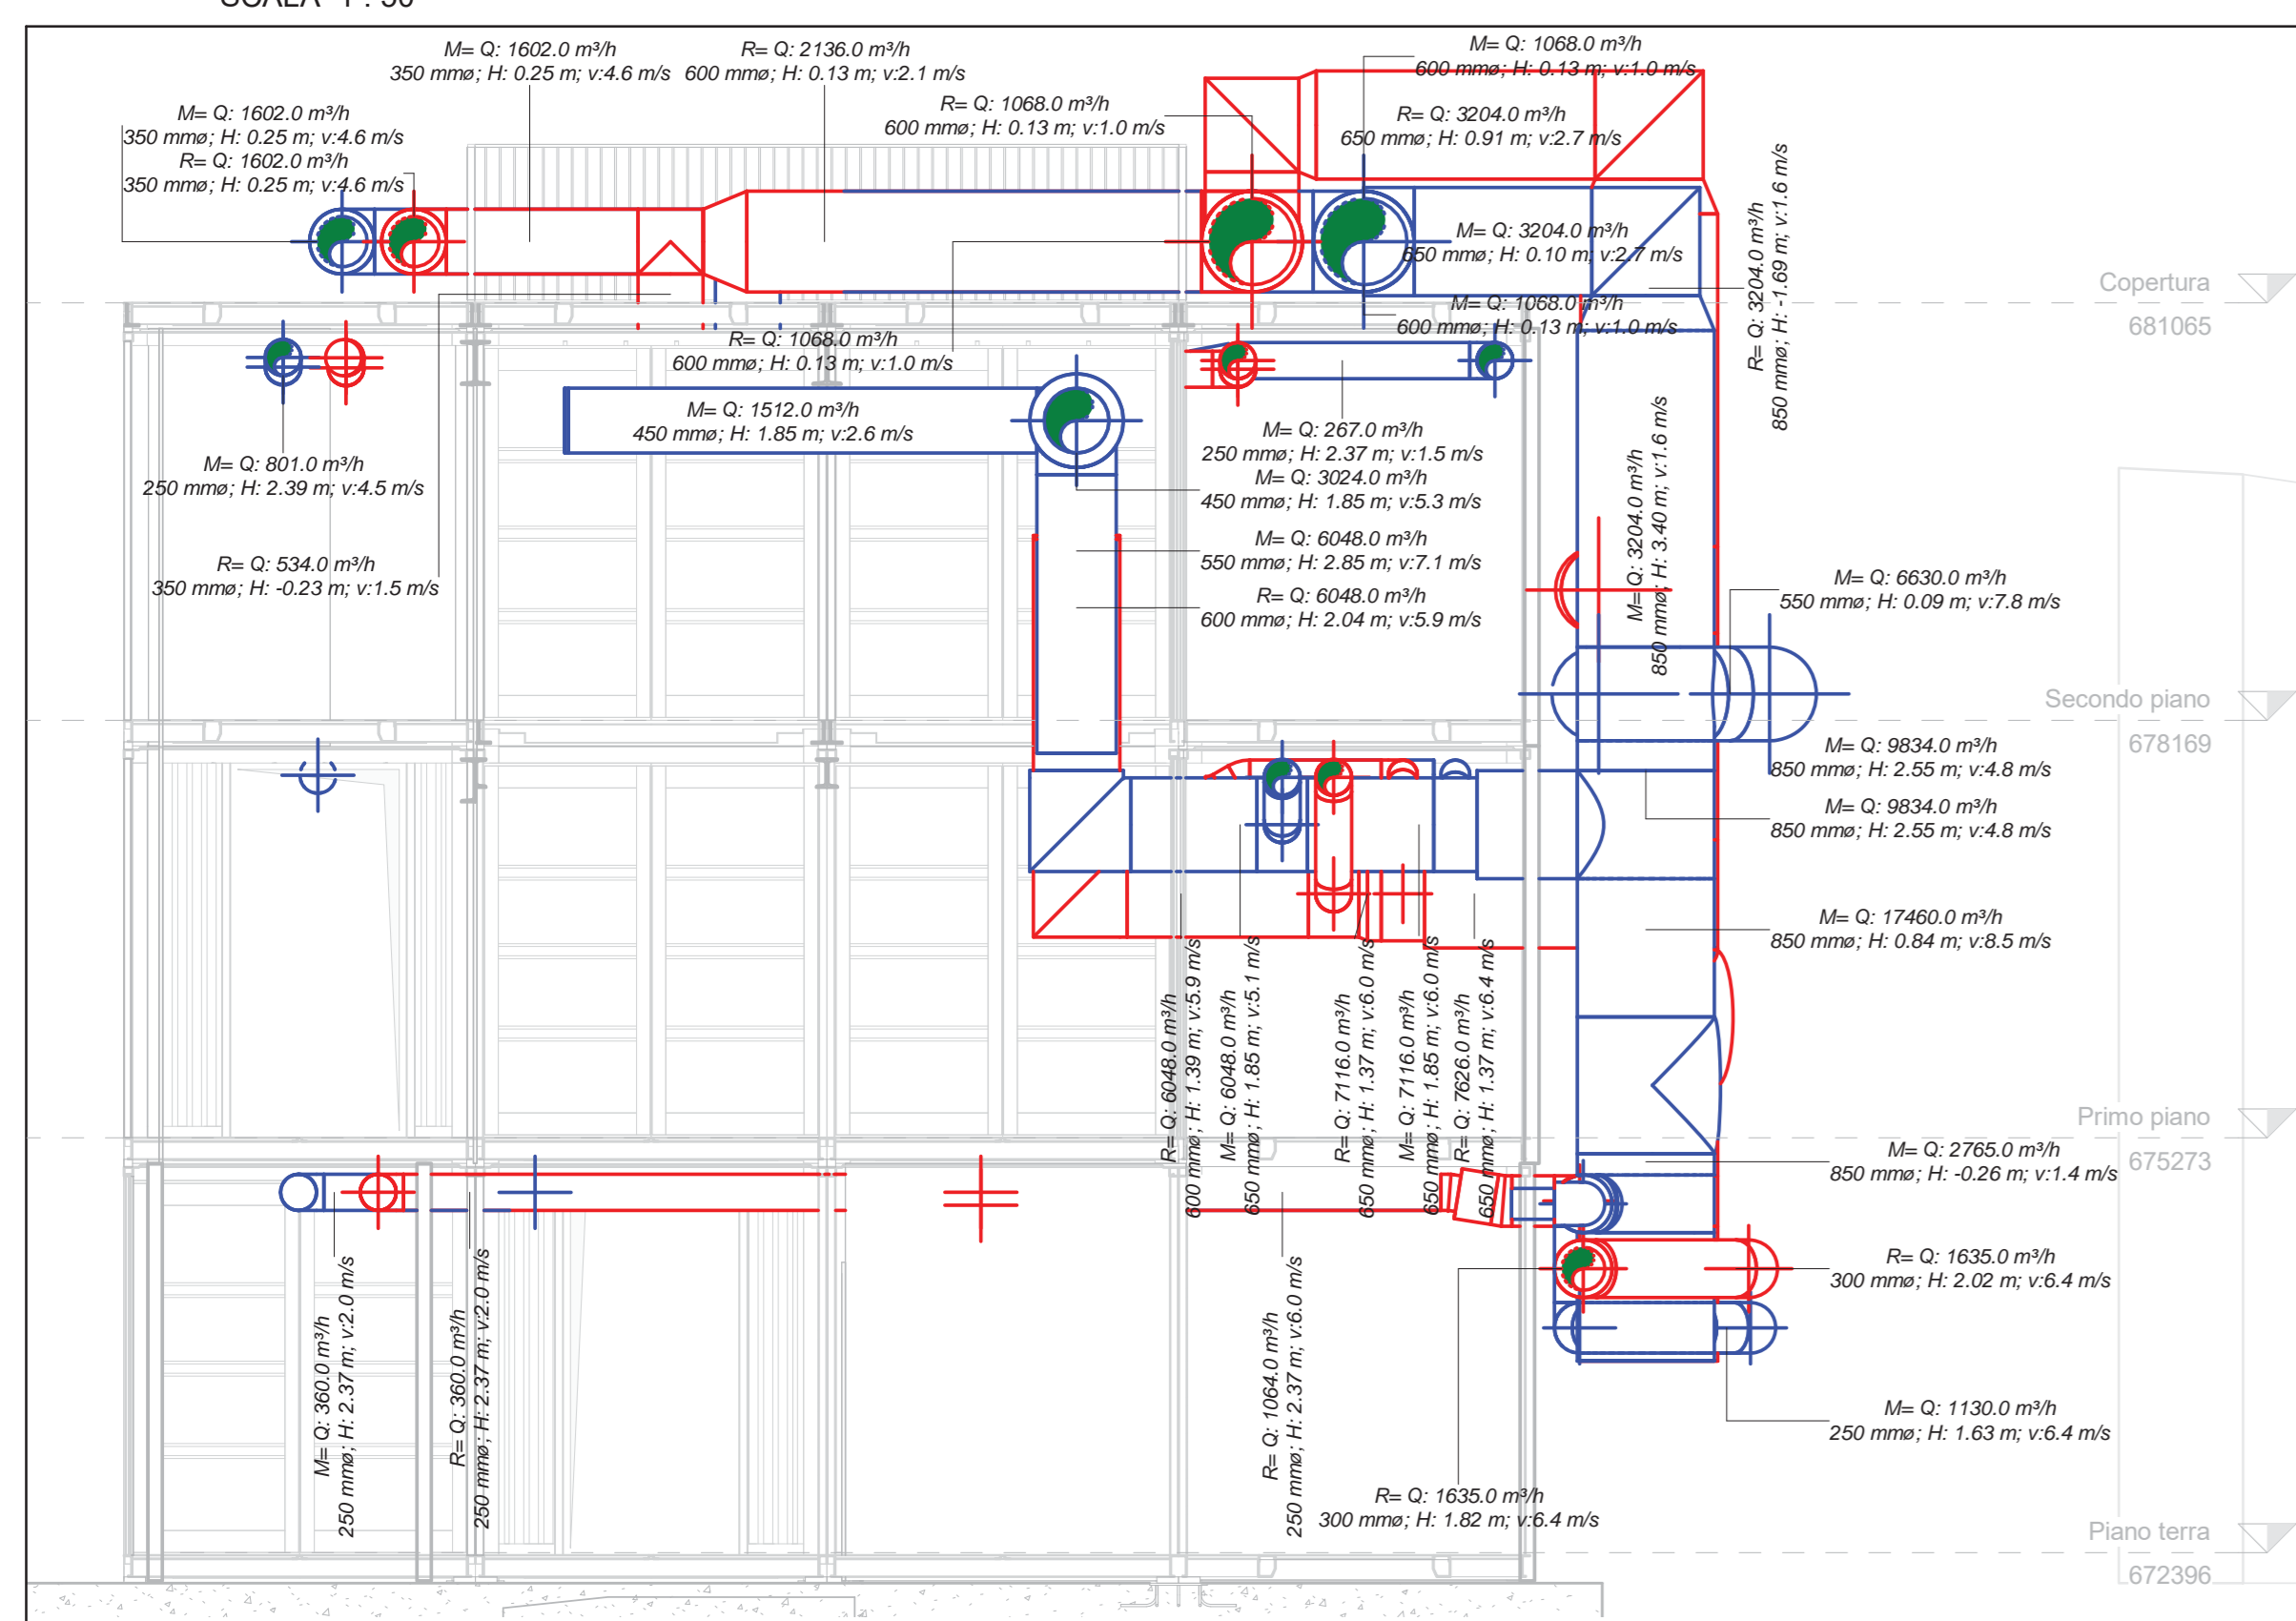 SCALA 1 : 50
M= Q: 1602.0 m³/h
350 mmø; H: 0.25 m; v:4.6 m/s
R= Q: 2136.0 m³/h
600 mmø; H: 0.13 m; v:2.1 m/s
M= Q: 1068.0 m³/h
600 mmø; H: 0.13 m; v:1.0 m/s
M= Q: 1602.0 m³/h
350 mmø; H: 0.25 m; v:4.6 m/s
R= Q: 1602.0 m³/h
350 mmø; H: 0.25 m; v:4.6 m/s
R= Q: 1068.0 m³/h
600 mmø; H: 0.13 m; v:1.0 m/s
R= Q: 3204.0 m³/h
650 mmø; H: 0.91 m; v:2.7 m/s
R= Q: 3204.0 m³/h
850 mmø; H: -1.69 m; v:1.6 m/s
M= Q: 3204.0 m³/h
650 mmø; H: 0.10 m; v:2.7 m/s
Copertura
681065
M= Q: 1068.0 m³/h
600 mmø; H: 0.13 m; v:1.0 m/s
R= Q: 1068.0 m³/h
600 mmø; H: 0.13 m; v:1.0 m/s
M= Q: 1512.0 m³/h
450 mmø; H: 1.85 m; v:2.6 m/s
M= Q: 801.0 m³/h
250 mmø; H: 2.39 m; v:4.5 m/s
M= Q: 267.0 m³/h
250 mmø; H: 2.37 m; v:1.5 m/s
M= Q: 3024.0 m³/h
450 mmø; H: 1.85 m; v:5.3 m/s
M= Q: 3204.0 m³/h
850 mmø; H: 3.40 m; v:1.6 m/s
M= Q: 6048.0 m³/h
550 mmø; H: 2.85 m; v:7.1 m/s
R= Q: 534.0 m³/h
350 mmø; H: -0.23 m; v:1.5 m/s
R= Q: 6048.0 m³/h
600 mmø; H: 2.04 m; v:5.9 m/s
M= Q: 6630.0 m³/h
550 mmø; H: 0.09 m; v:7.8 m/s
Secondo piano
678169
M= Q: 9834.0 m³/h
850 mmø; H: 2.55 m; v:4.8 m/s
M= Q: 9834.0 m³/h
850 mmø; H: 2.55 m; v:4.8 m/s
M= Q: 17460.0 m³/h
850 mmø; H: 0.84 m; v:8.5 m/s
R= Q: 6048.0 m³/h
600 mmø; H: 1.39 m; v:5.9 m/s
M= Q: 6048.0 m³/h
650 mmø; H: 1.85 m; v:5.1 m/s
R= Q: 7116.0 m³/h
650 mmø; H: 1.37 m; v:6.0 m/s
M= Q: 7116.0 m³/h
650 mmø; H: 1.85 m; v:6.0 m/s
R= Q: 7626.0 m³/h
650 mmø; H: 1.37 m; v:6.4 m/s
Primo piano
675273
M= Q: 2765.0 m³/h
850 mmø; H: -0.26 m; v:1.4 m/s
R= Q: 1635.0 m³/h
300 mmø; H: 2.02 m; v:6.4 m/s
M= Q: 360.0 m³/h
250 mmø; H: 2.37 m; v:2.0 m/s
R= Q: 360.0 m³/h
250 mmø; H: 2.37 m; v:2.0 m/s
R= Q: 1064.0 m³/h
250 mmø; H: 2.37 m; v:6.0 m/s
M= Q: 1130.0 m³/h
250 mmø; H: 1.63 m; v:6.4 m/s
R= Q: 1635.0 m³/h
300 mmø; H: 1.82 m; v:6.4 m/s
Piano terra
672396